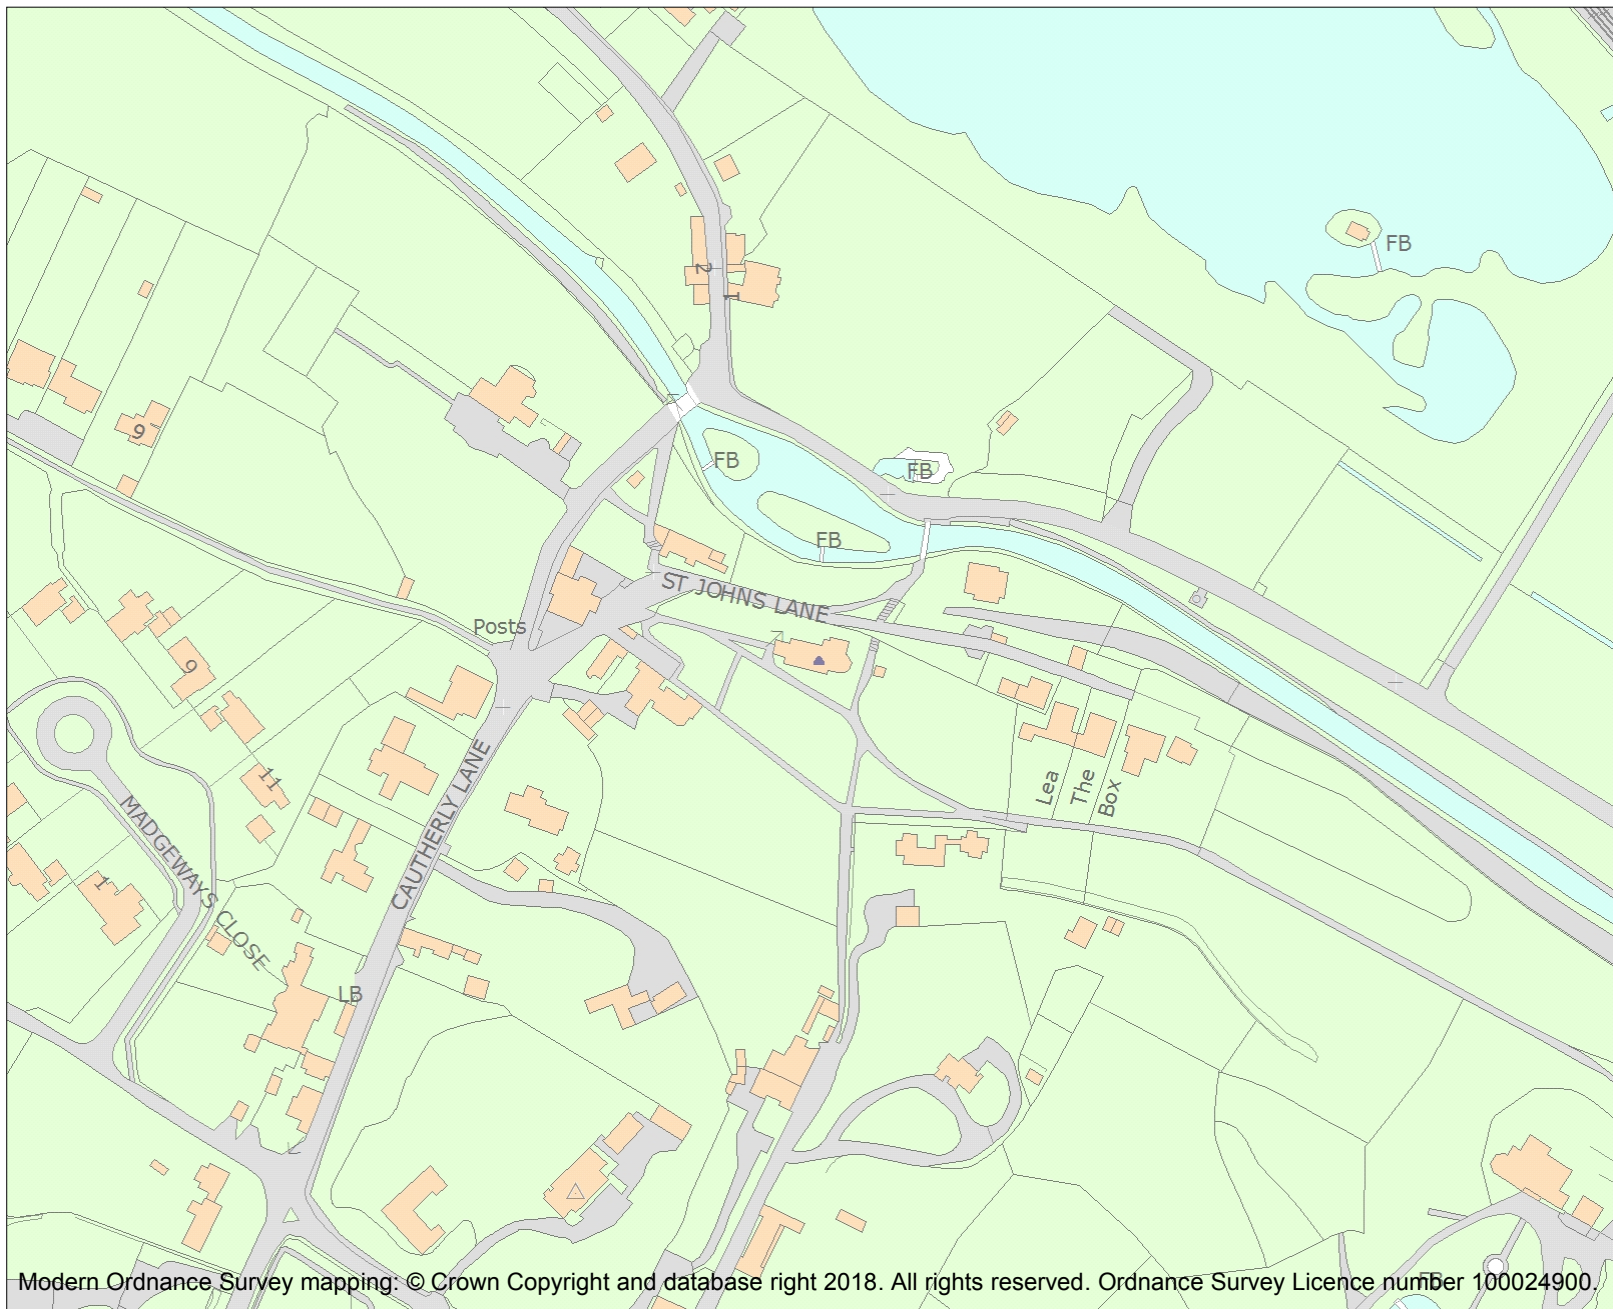 FB
2
1
9
FB
FB
FB
ST JOHNS LANE
Posts
9
11
Lea
The
Box
MADGEWAYS CLOSE
CAUTHERLY LANE
1
LB
FB
Modern Ordnance Survey mapping: © Crown Copyright and database right 2018. All rights reserved. Ordnance Survey Licence number 100024900.